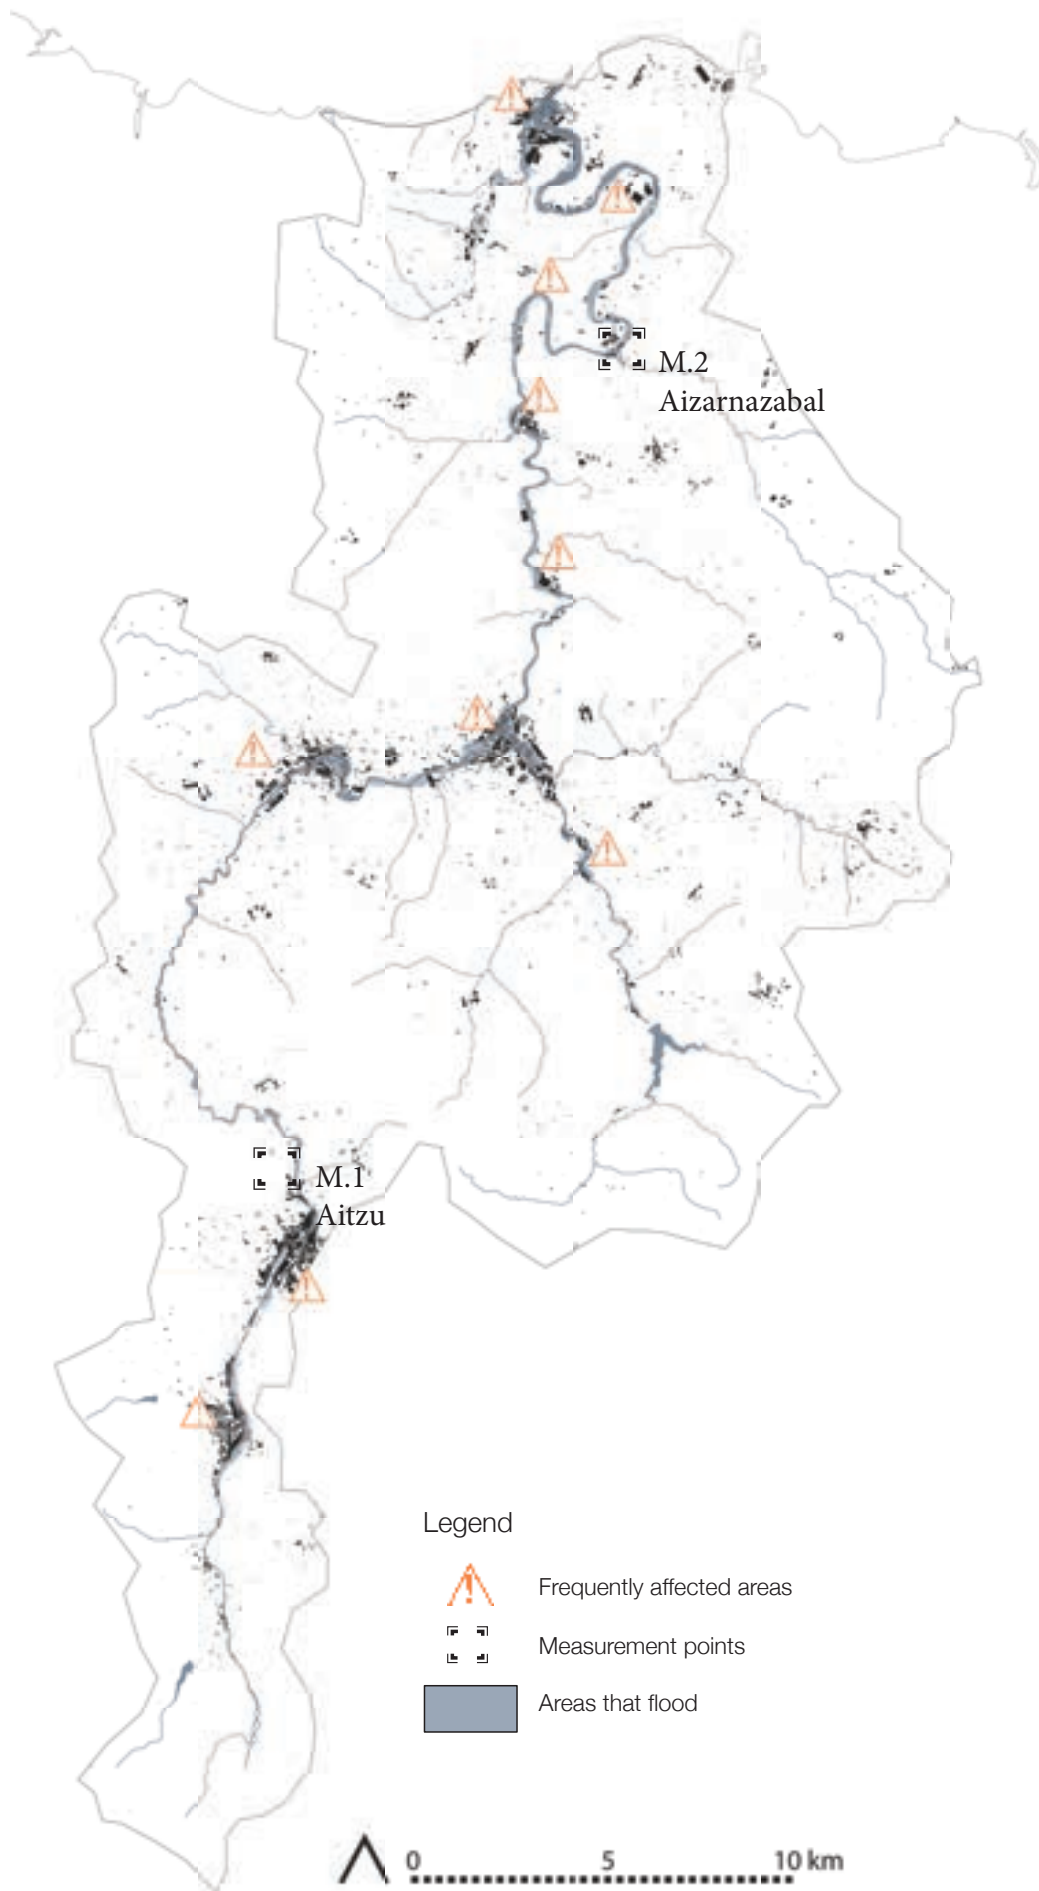 M.2
Aizarnazabal
M.1
Aitzu
Legend
Frequently affected areas
Measurement points
Areas that flood
0 5 10 km